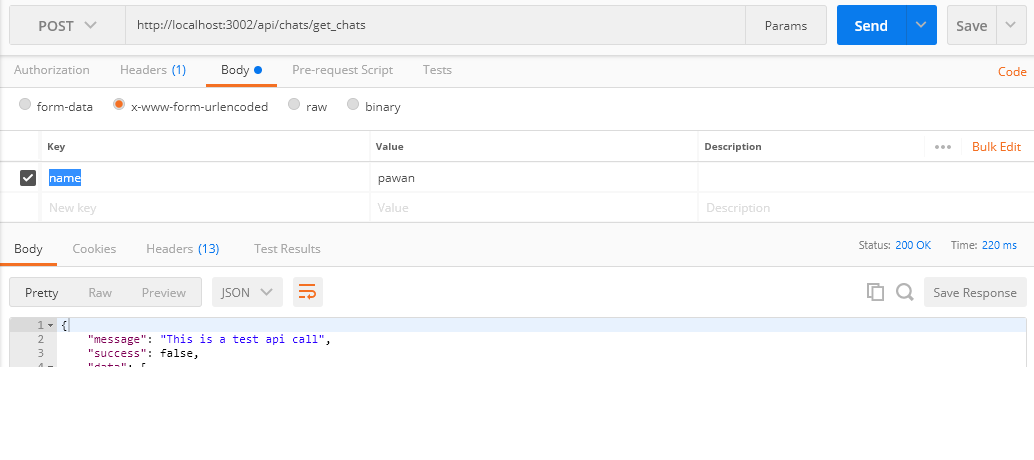 POST http://localhost:3002/api/chats/get_chats Params Send Save
Authorization Headers (1) Body Pre-request Script Tests Code
form-data x-www-form-urlencoded raw binary
Key Value Description ••• Bulk Edit
name pawan
New key Value Description
Body Cookies Headers (13) Test Results Status: 200 OK Time: 220 ms
Pretty Raw Preview JSON Save Response
1 {
2 "message": "This is a test api call",
3 "success": false,
4 "data": {